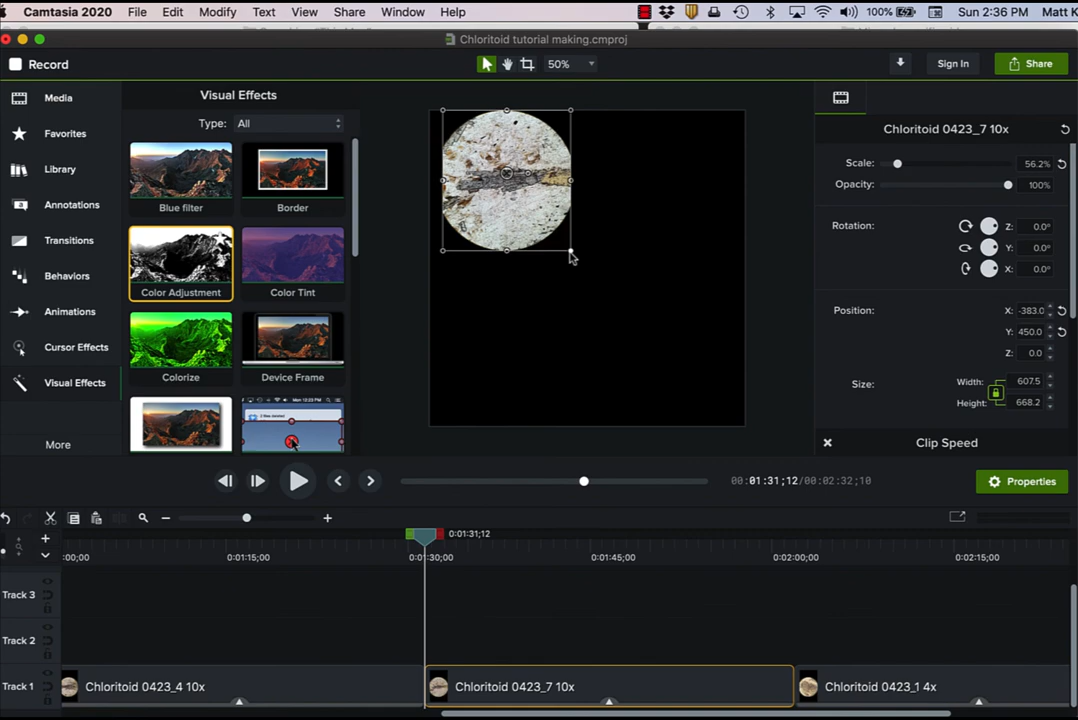 Camtasia 2020 File Edit Modify Text View Share Window Help 100% Sun 2:36 PM Matt K
Chloritoid tutorial making.cmproj
Record 50% Sign In Share
Media
Favorites
Library
Annotations
Transitions
Behaviors
Animations
Cursor Effects
Visual Effects
More
Visual Effects
Type: All
Blue filter Border
Color Adjustment Color Tint
Colorize Device Frame
Chloritoid 0423_7 10x
Scale: 56.2%
Opacity: 100%
Rotation: Z: 0.0°
Y: 0.0°
X: 0.0°
Position: X: -383.0
Y: 450.0
Z: 0.0
Size: Width: 607.5
Height: 668.2
Clip Speed
00:01:31;12/00:02:32;10
Properties
0:01:31;12
:00;00 0:01:15;00 0:01:30;00 0:01:45;00 0:02:00;00 0:02:15;00
Track 3
Track 2
Track 1 Chloritoid 0423_4 10x Chloritoid 0423_7 10x Chloritoid 0423_1 4x